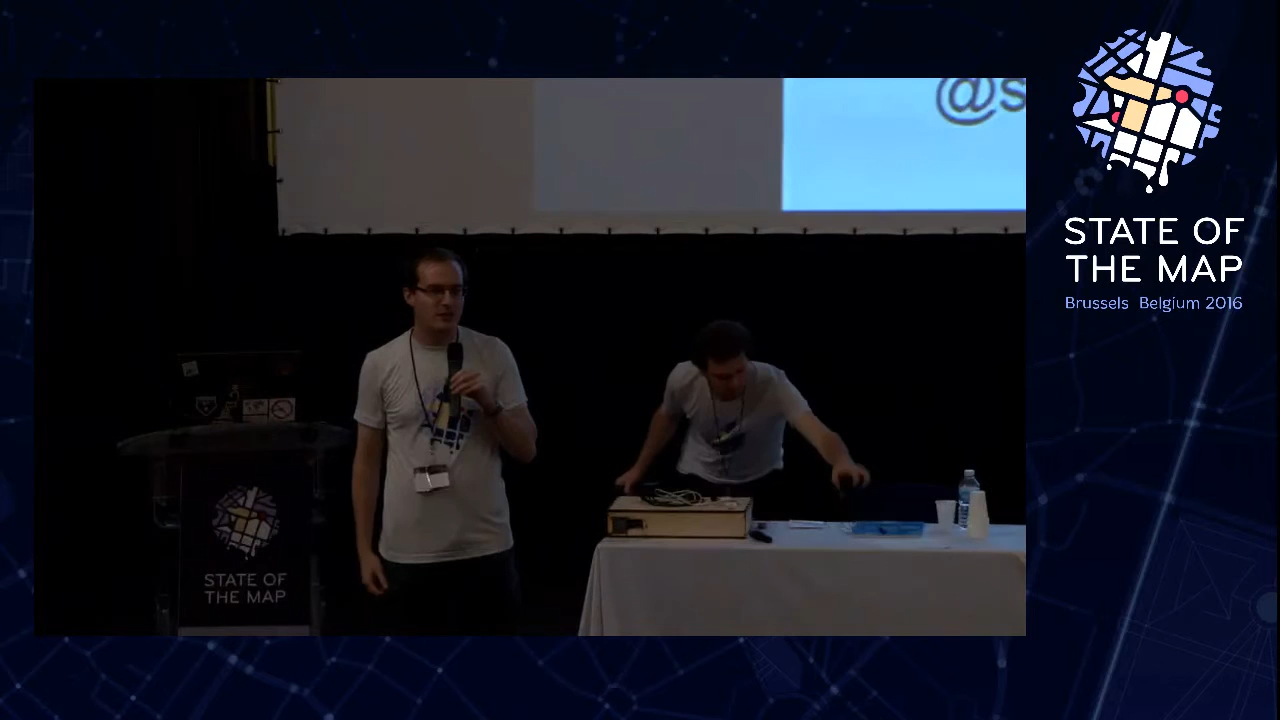 @s
STATE OF
THE MAP
Brussels Belgium 2016
STATE OF
THE MAP